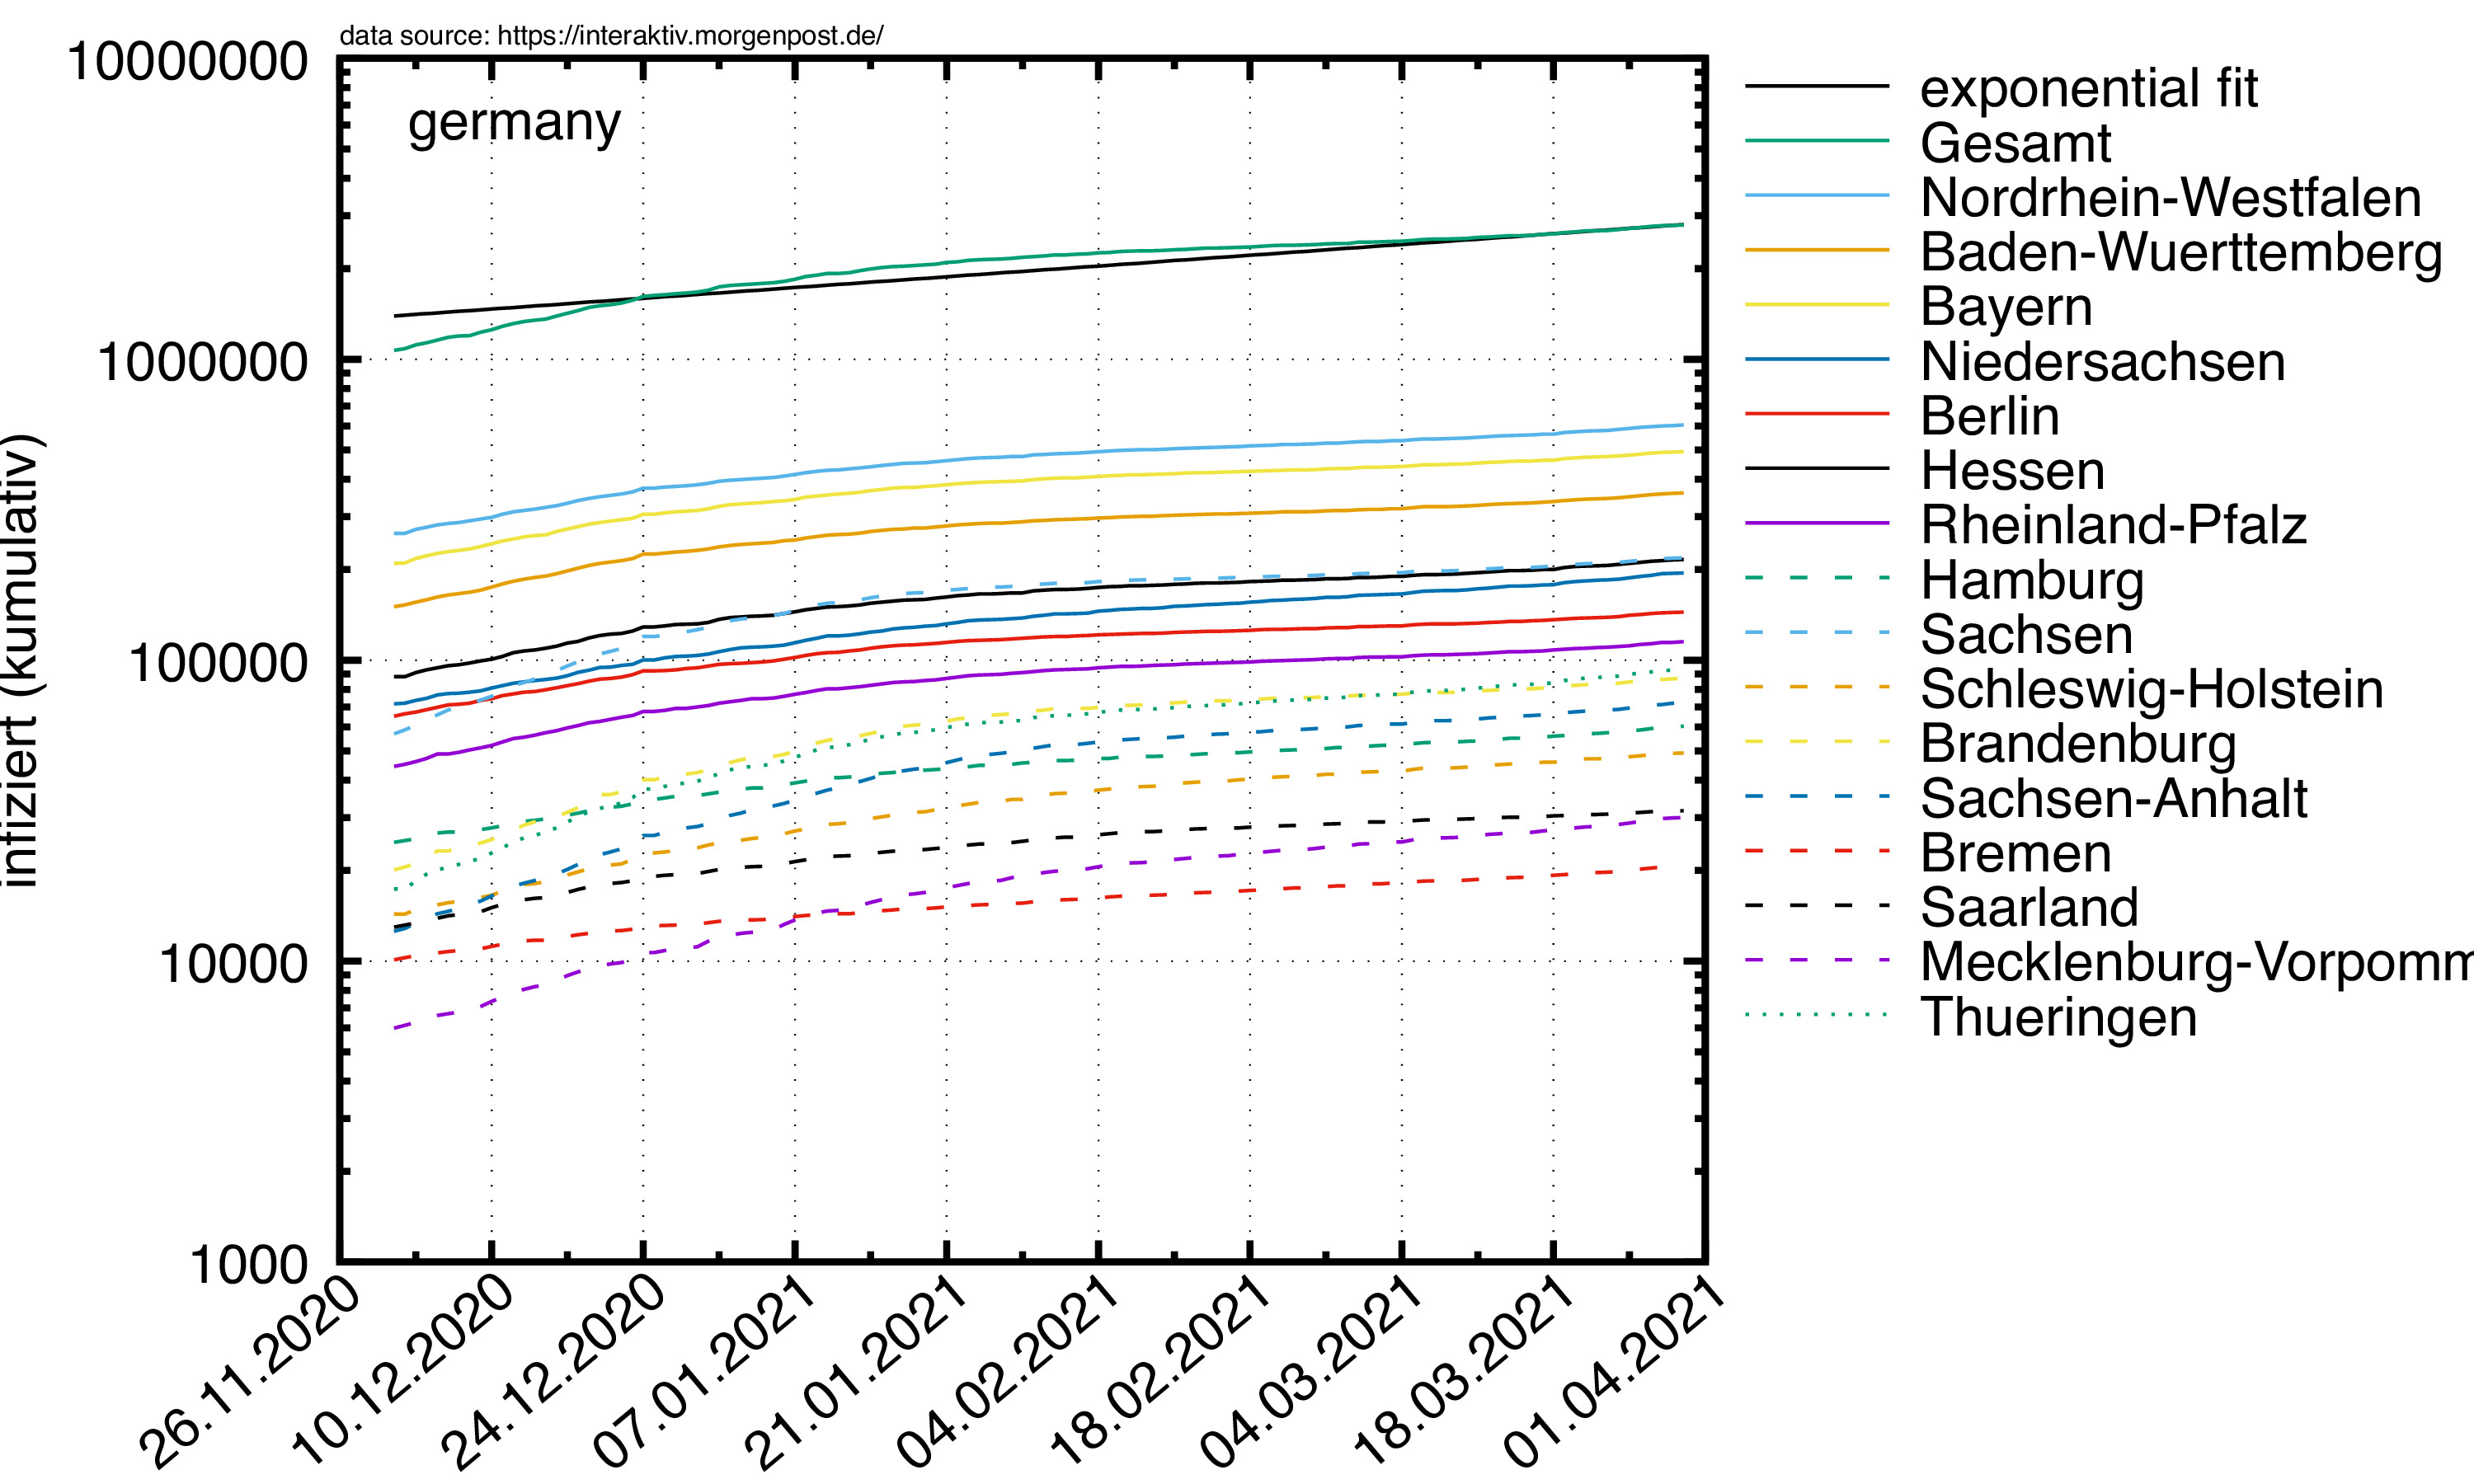 data source: https://interaktiv.morgenpost.de/
10000000
1000000
100000
10000
1000
infiziert (kumulativ)
germany
exponential fit
Gesamt
Nordrhein-Westfalen
Baden-Wuerttemberg
Bayern
Niedersachsen
Berlin
Hessen
Rheinland-Pfalz
Hamburg
Sachsen
Schleswig-Holstein
Brandenburg
Sachsen-Anhalt
Bremen
Saarland
Mecklenburg-Vorpomm
Thueringen
26.11.2020
10.12.2020
24.12.2020
07.01.2021
21.01.2021
04.02.2021
18.02.2021
04.03.2021
18.03.2021
01.04.2021